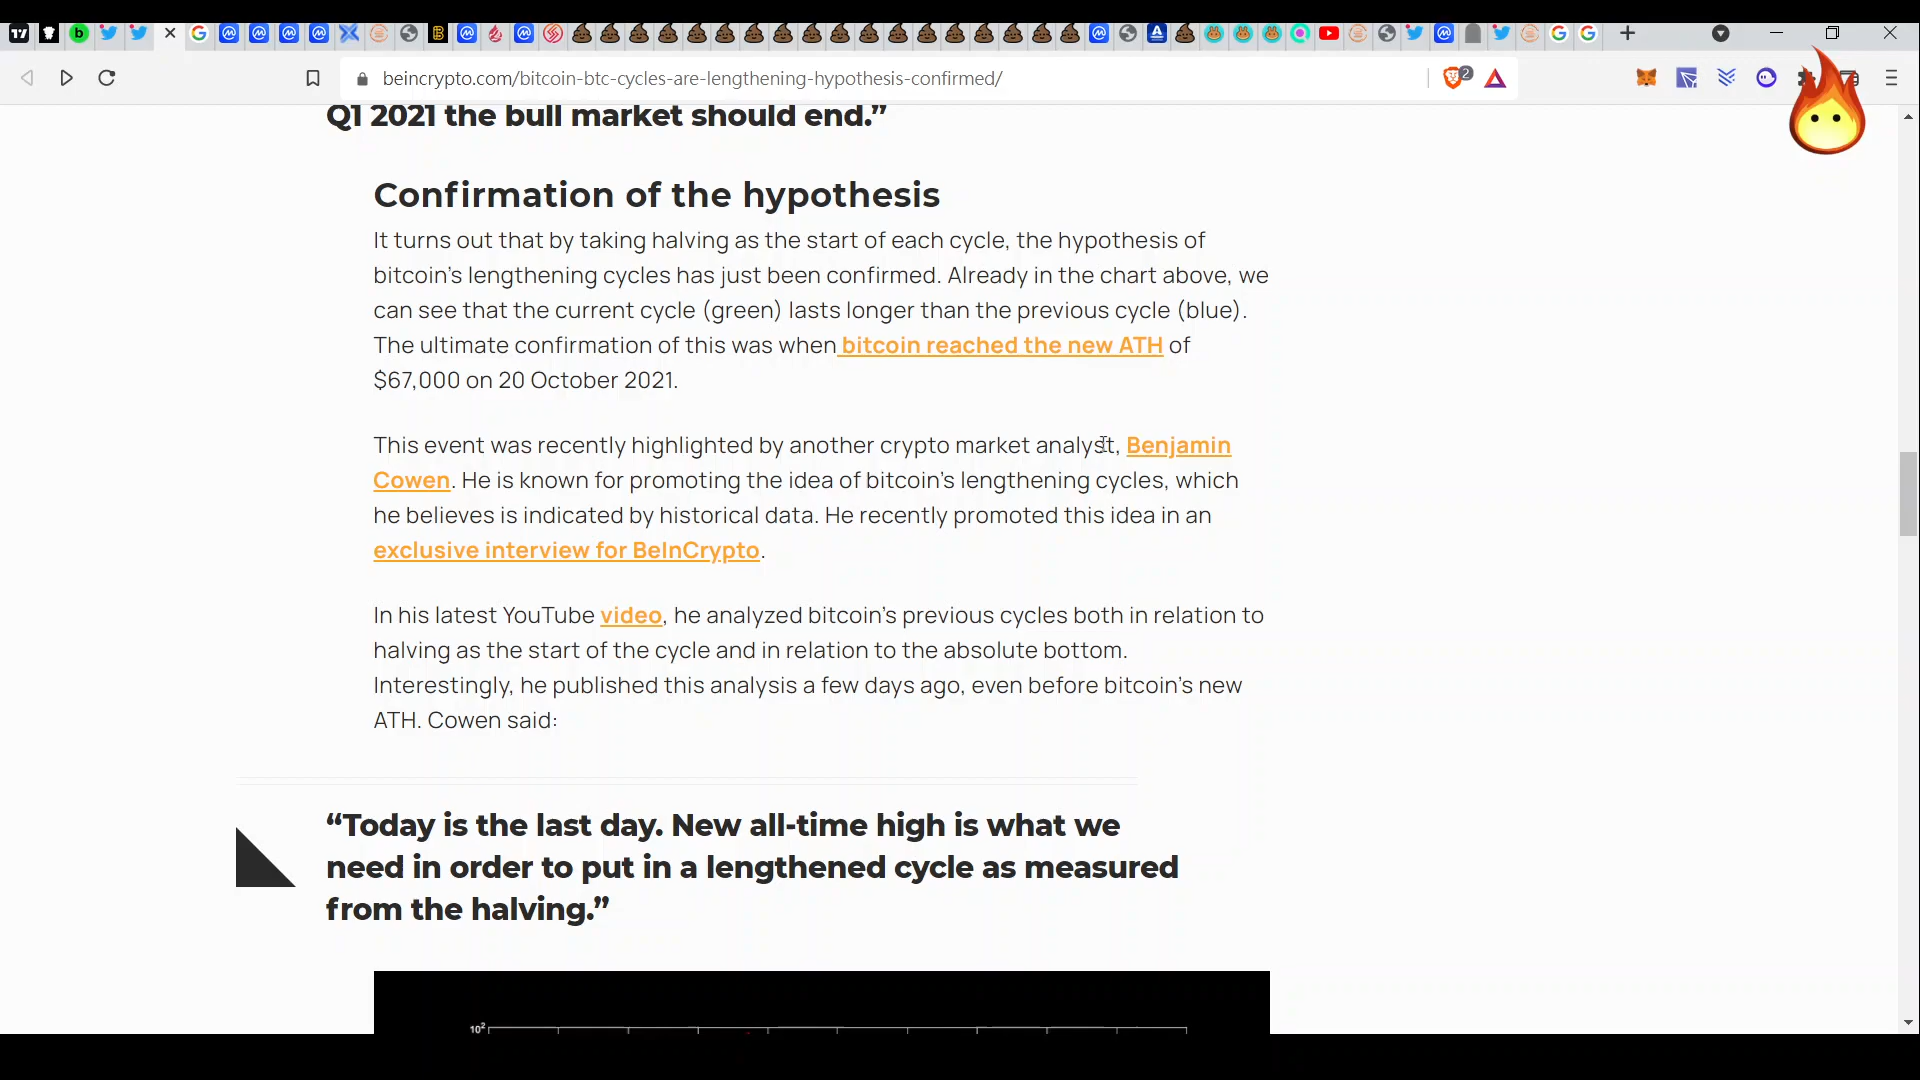 beincrypto.com/bitcoin-btc-cycles-are-lengthening-hypothesis-confirmed/
2
Q1 2021 the bull market should end.”
Confirmation of the hypothesis
It turns out that by taking halving as the start of each cycle, the hypothesis of
bitcoin’s lengthening cycles has just been confirmed. Already in the chart above, we
can see that the current cycle (green) lasts longer than the previous cycle (blue).
The ultimate confirmation of this was when bitcoin reached the new ATH of
$67,000 on 20 October 2021.
This event was recently highlighted by another crypto market analyst, Benjamin
Cowen. He is known for promoting the idea of bitcoin’s lengthening cycles, which
he believes is indicated by historical data. He recently promoted this idea in an
exclusive interview for BeInCrypto.
In his latest YouTube video, he analyzed bitcoin’s previous cycles both in relation to
halving as the start of the cycle and in relation to the absolute bottom.
Interestingly, he published this analysis a few days ago, even before bitcoin’s new
ATH. Cowen said:
“Today is the last day. New all-time high is what we
need in order to put in a lengthened cycle as measured
from the halving.”
10²